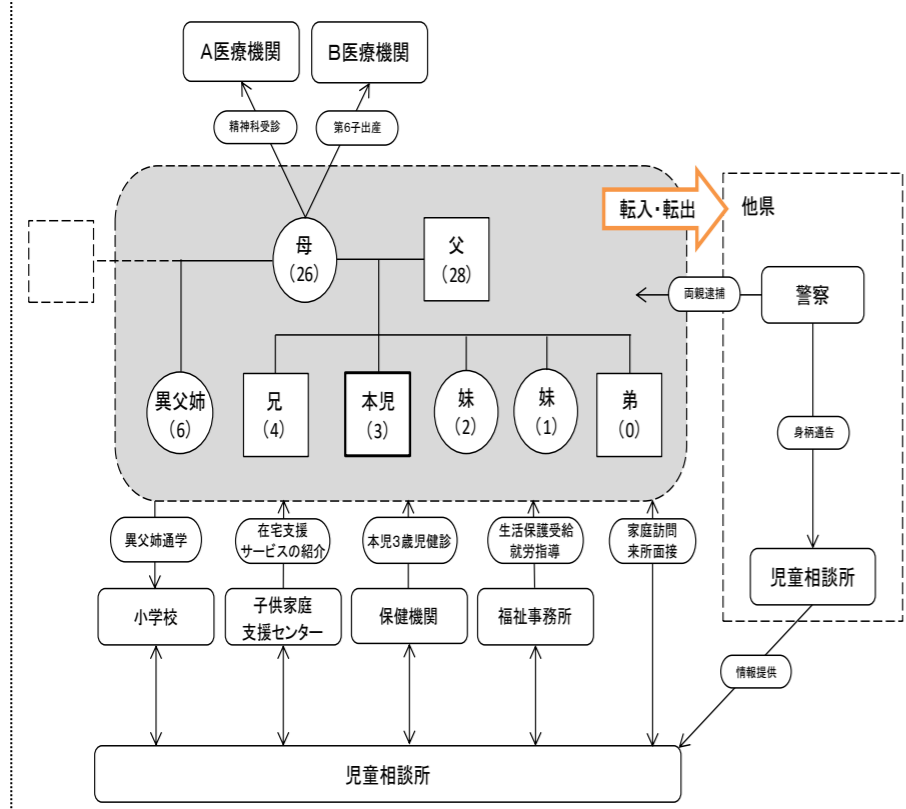 A医療機関
B医療機関
精神科受診
第6子出産
転入・転出
他県
母
(26)
父
(28)
両親逮捕
警察
異父姉
(6)
兄
(4)
本児
(3)
妹
(2)
妹
(1)
弟
(0)
身柄通告
異父姉通学
在宅支援
サービスの紹介
本児3歳児健診
生活保護受給
就労指導
家庭訪問
来所面接
児童相談所
小学校
子供家庭
支援センター
保健機関
福祉事務所
情報提供
児童相談所